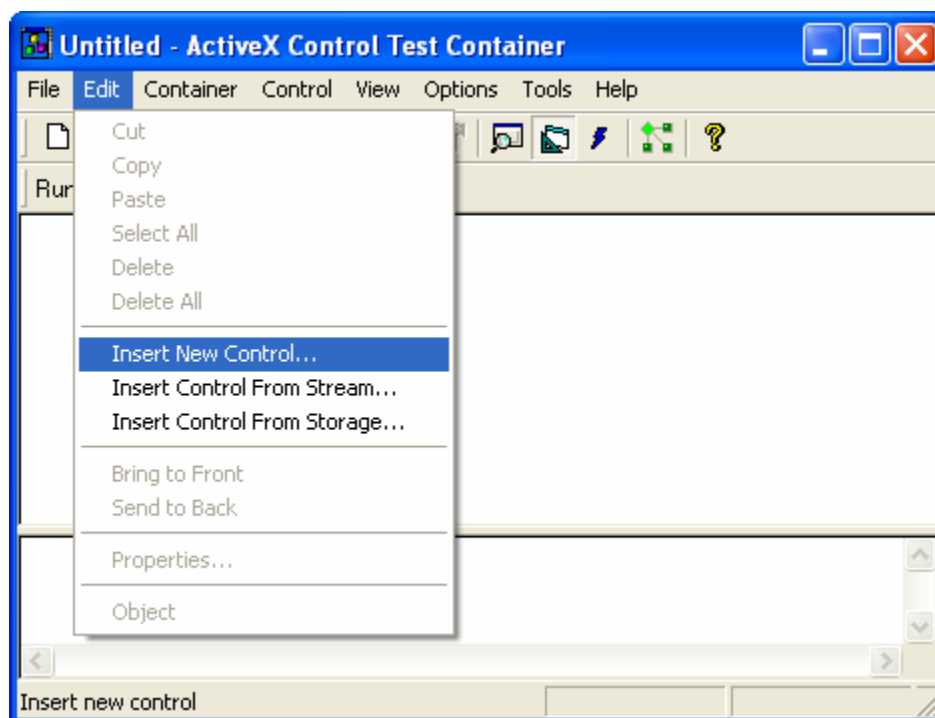 Untitled - ActiveX Control Test Container
File Edit Container Control View Options Tools Help
Cut
Copy
Run
Paste
Select All
Delete
Delete All
Insert New Control...
Insert Control From Stream...
Insert Control From Storage...
Bring to Front
Send to Back
Properties...
Object
Insert new control